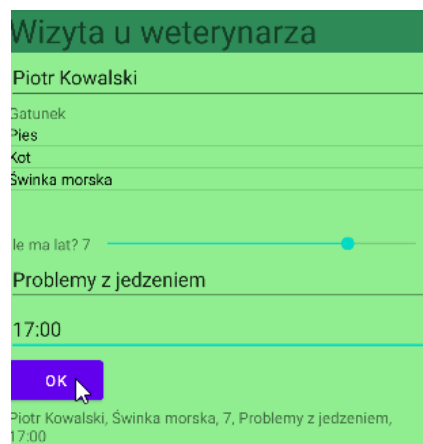 Wizyta u weterynarza
Piotr Kowalski
Gatunek
Pies
Kot
Świnka morska
Ile ma lat? 7
Problemy z jedzeniem
17:00
OK
Piotr Kowalski, Świnka morska, 7, Problemy z jedzeniem,
17:00